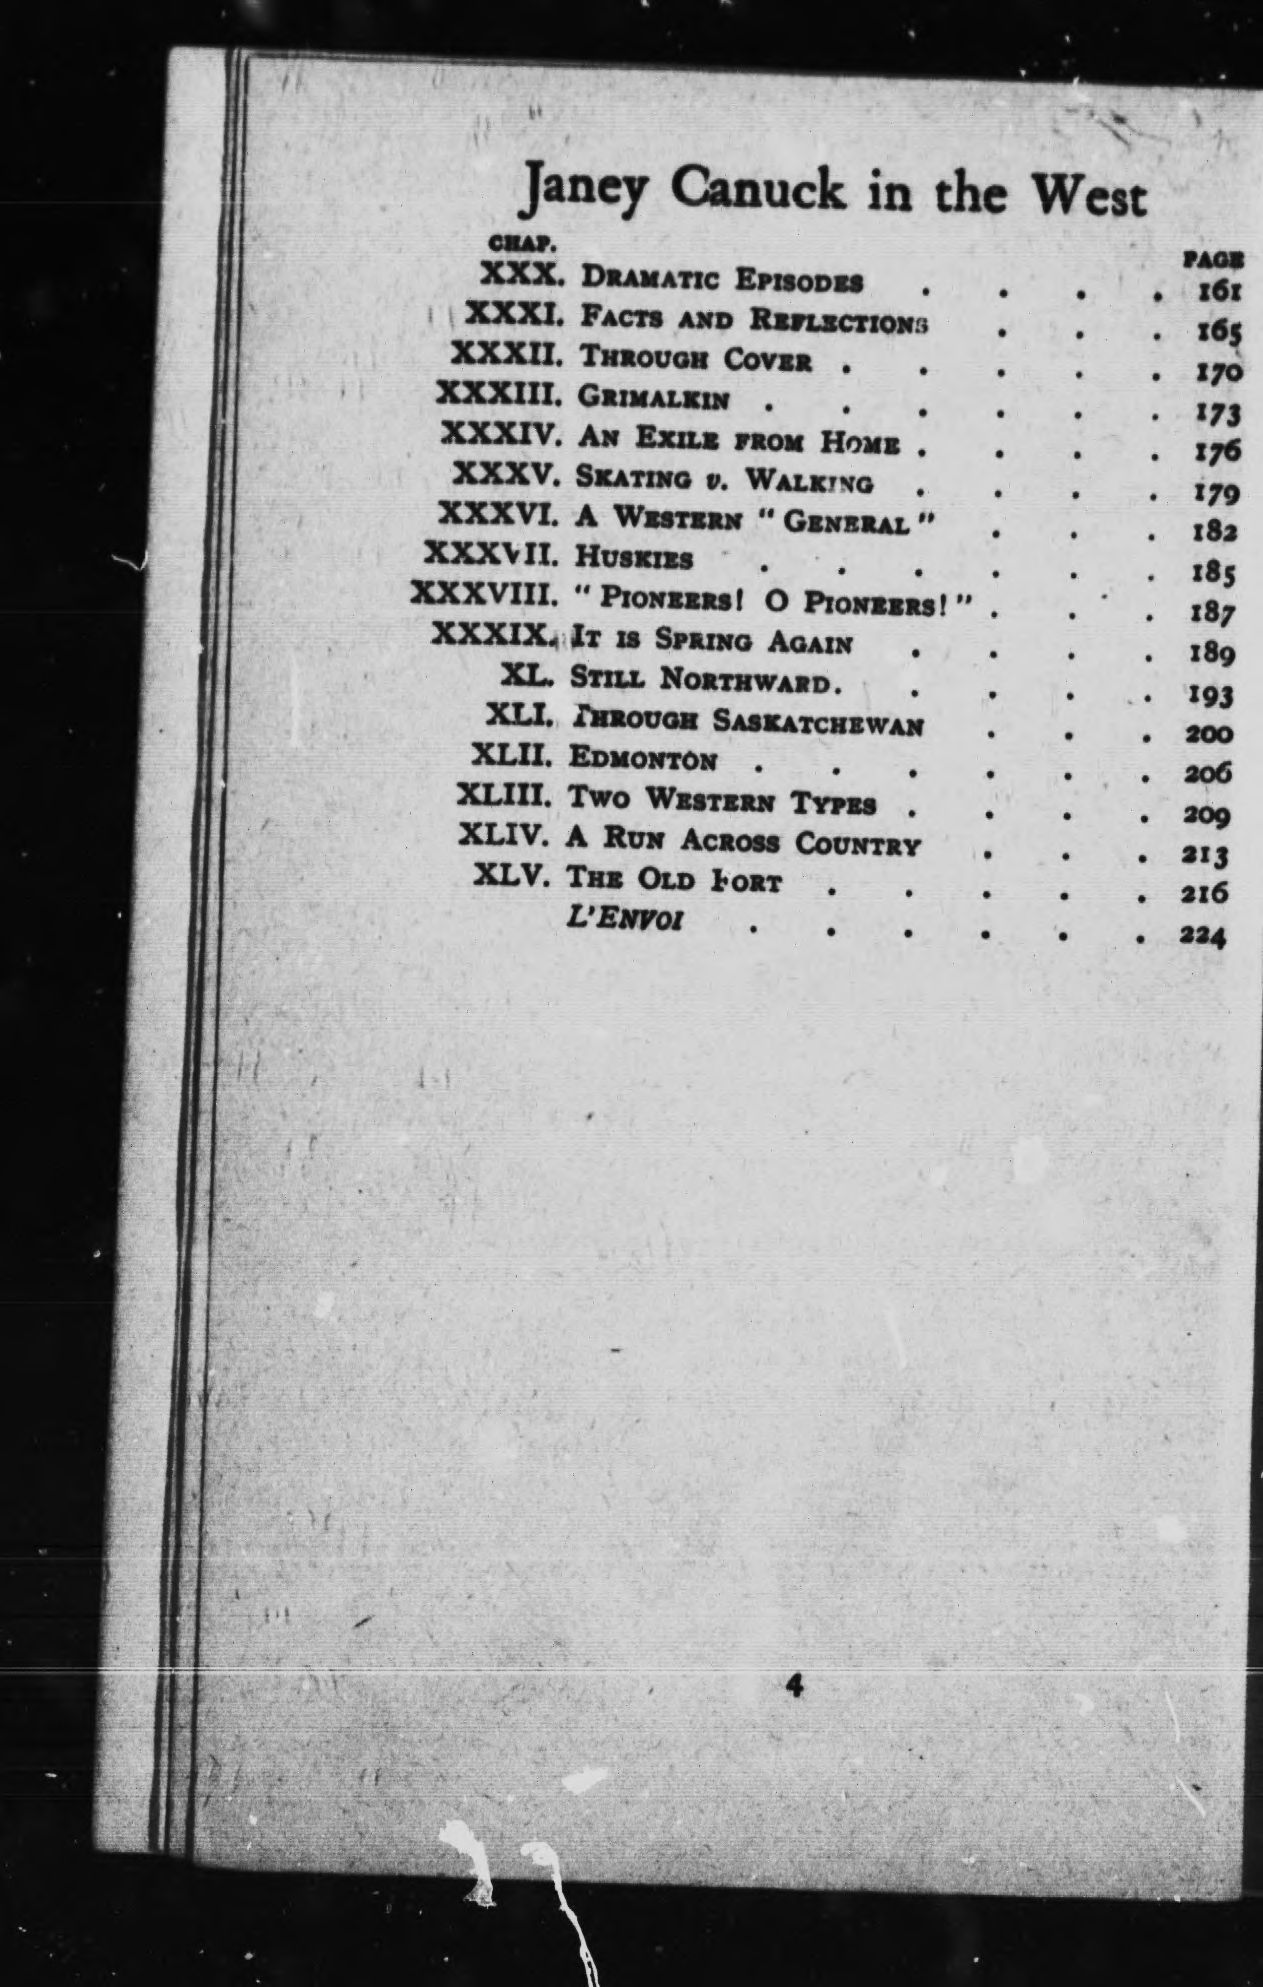 Janey Canuck in the West
CHAP. PAGE
XXX. DRAMATIC EPISODES . . . . 161
XXXI. FACTS AND REFLECTIONS . . . 165
XXXII. THROUGH COVER . . . . . 170
XXXIII. GRIMALKIN . . . . . . 173
XXXIV. AN EXILE FROM HOME . . . . 176
XXXV. SKATING v. WALKING . . . . 179
XXXVI. A WESTERN "GENERAL" . . . 182
XXXVII. HUSKIES . . . . . . 185
XXXVIII. "PIONEERS! O PIONEERS!" . . . 187
XXXIX. IT IS SPRING AGAIN . . . . 189
XL. STILL NORTHWARD . . . . . 193
XLI. THROUGH SASKATCHEWAN . . . 200
XLII. EDMONTON . . . . . . 206
XLIII. TWO WESTERN TYPES . . . . 209
XLIV. A RUN ACROSS COUNTRY . . . 213
XLV. THE OLD FORT . . . . . 216
L'ENVOI . . . . . . 224
4